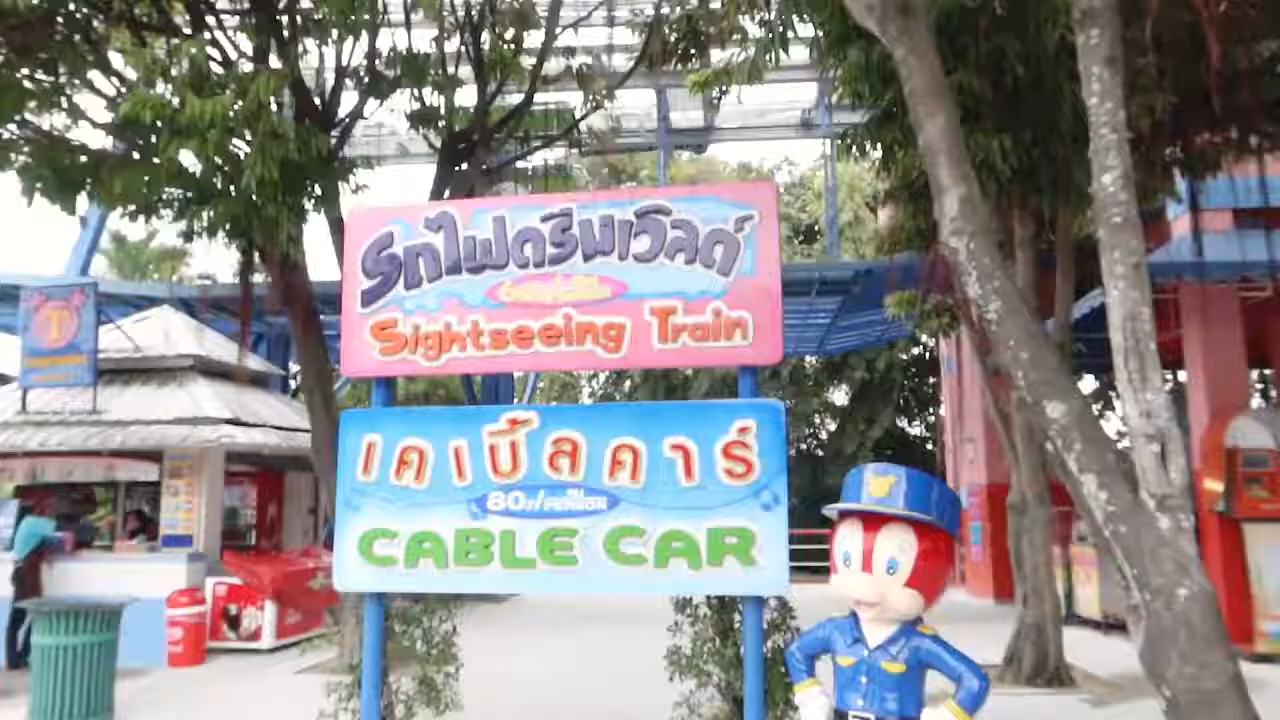 รถไฟดรีมเวิลด์
Sightseeing Train
เคเบิ้ลคาร์
80.-/PERSON
CABLE CAR
T